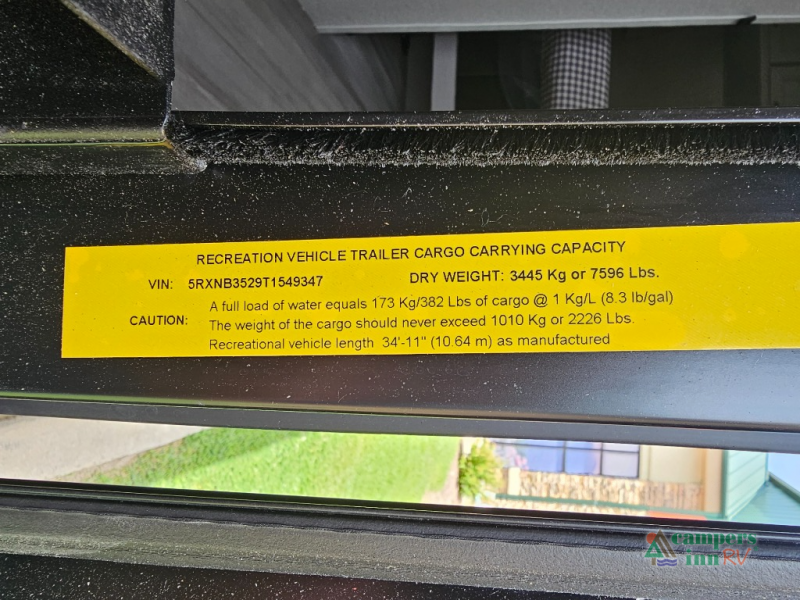 RECREATION VEHICLE TRAILER CARGO CARRYING CAPACITY
VIN: 5RXNB3529T1549347 DRY WEIGHT: 3445 Kg or 7596 Lbs.
A full load of water equals 173 Kg/382 Lbs of cargo @ 1 Kg/L (8.3 lb/gal)
CAUTION: The weight of the cargo should never exceed 1010 Kg or 2226 Lbs.
Recreational vehicle length 34'-11" (10.64 m) as manufactured
campers
inn RV